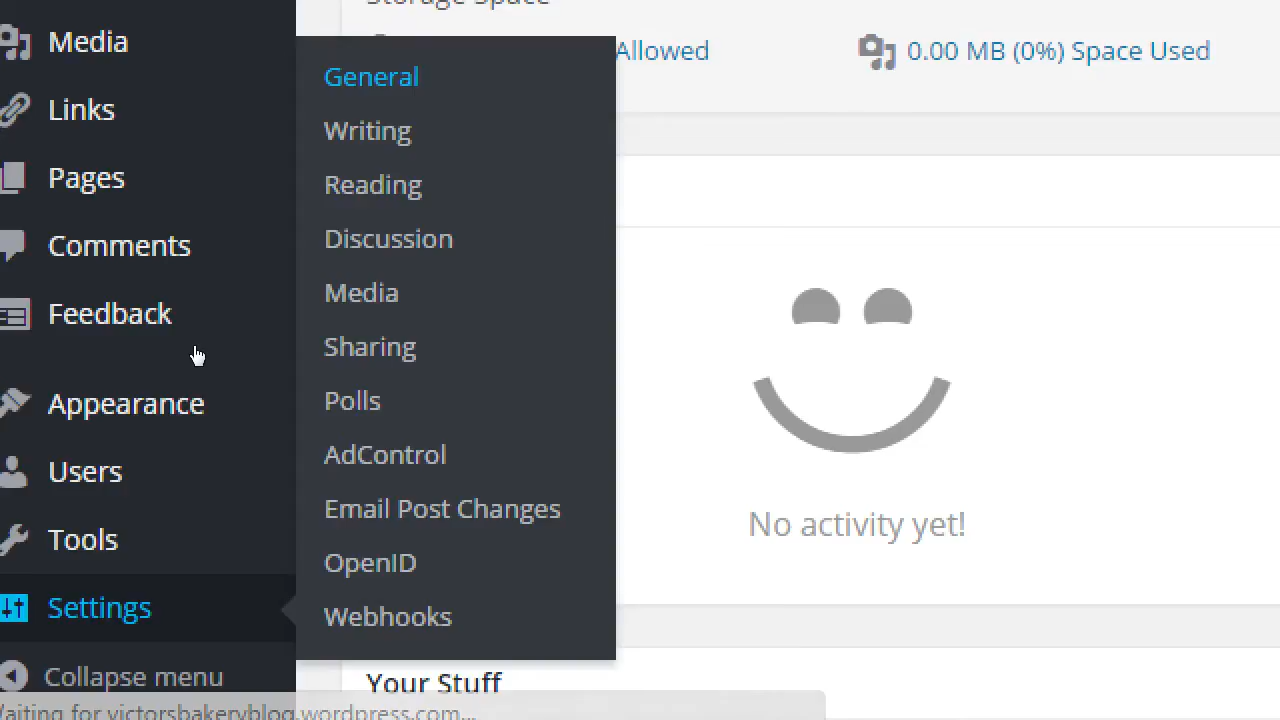 Storage Space
Media
Links
Pages
Comments
Feedback
Appearance
Users
Tools
Settings
Collapse menu
General
Writing
Reading
Discussion
Media
Sharing
Polls
AdControl
Email Post Changes
OpenID
Webhooks
Allowed
0.00 MB (0%) Space Used
No activity yet!
Your Stuff
Waiting for victorsbakeryblog.wordpress.com...